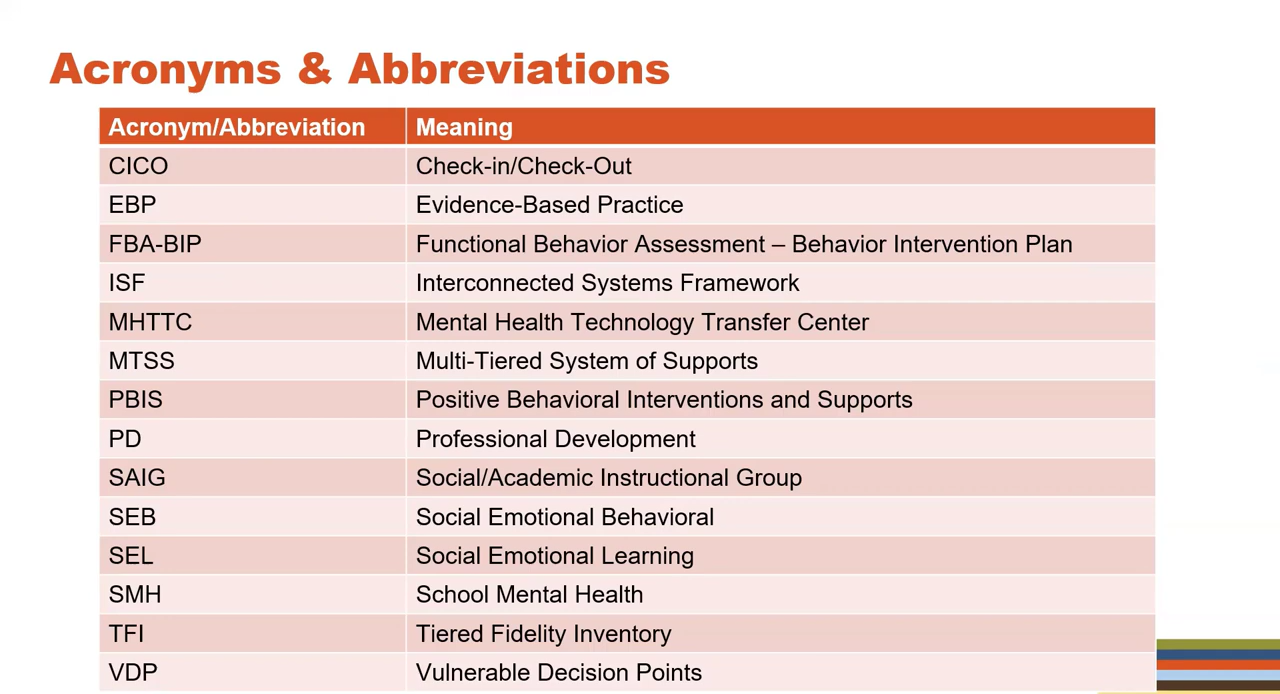 Acronyms & Abbreviations
Acronym/Abbreviation Meaning
CICO Check-in/Check-Out
EBP Evidence-Based Practice
FBA-BIP Functional Behavior Assessment – Behavior Intervention Plan
ISF Interconnected Systems Framework
MHTTC Mental Health Technology Transfer Center
MTSS Multi-Tiered System of Supports
PBIS Positive Behavioral Interventions and Supports
PD Professional Development
SAIG Social/Academic Instructional Group
SEB Social Emotional Behavioral
SEL Social Emotional Learning
SMH School Mental Health
TFI Tiered Fidelity Inventory
VDP Vulnerable Decision Points